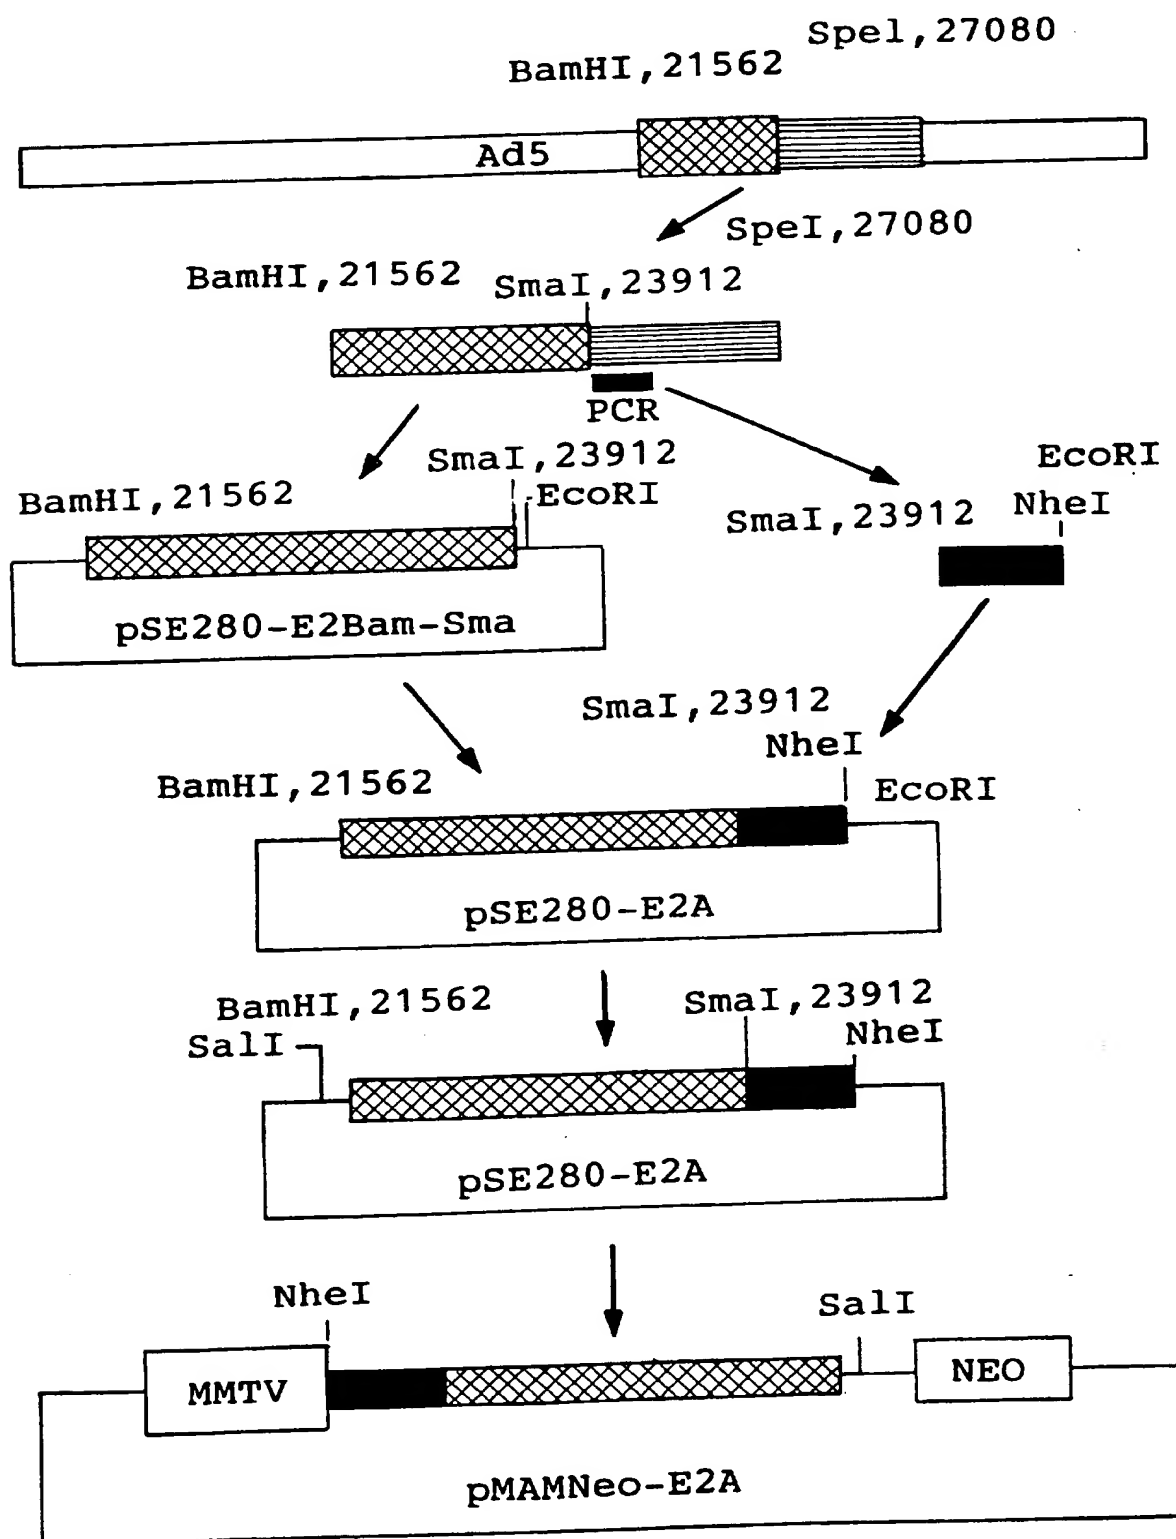 Spel,27080
BamHI,21562
Ad5
SpeI,27080
BamHI,21562
SmaI,23912
PCR
SmaI,23912
EcoRI
BamHI,21562
EcoRI
NheI
SmaI,23912
pSE280-E2Bam-Sma
SmaI,23912
NheI
BamHI,21562
EcoRI
pSE280-E2A
BamHI,21562
SmaI,23912
SalI
NheI
pSE280-E2A
NheI
SalI
MMTV
NEO
pMAMNeo-E2A